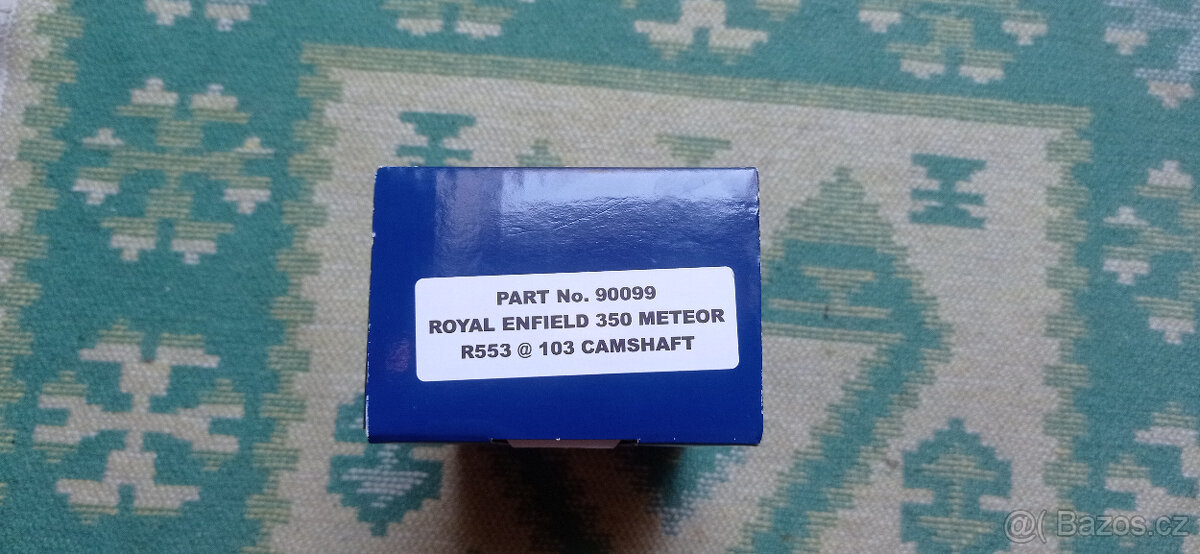 PART No. 90099
ROYAL ENFIELD 350 METEOR
R553 @ 103 CAMSHAFT
@( Bazos.cz